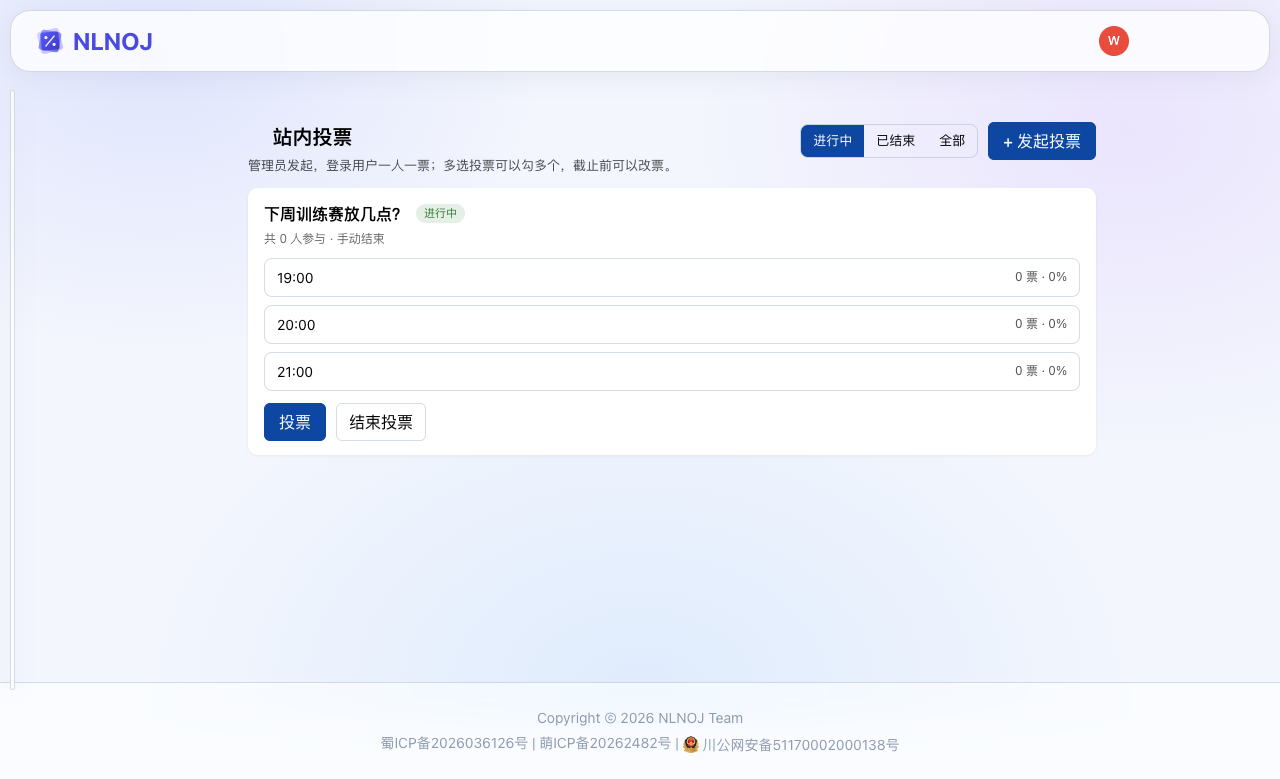 NLNOJ
W
站内投票
管理员发起，登录用户一人一票；多选投票可以勾多个，截止前可以改票。
进行中 已结束 全部
+ 发起投票
下周训练赛放几点？ 进行中
共 0 人参与 · 手动结束
19:00 0 票 · 0%
20:00 0 票 · 0%
21:00 0 票 · 0%
投票 结束投票
Copyright © 2026 NLNOJ Team
蜀ICP备2026036126号 | 萌ICP备20262482号 | 川公网安备51170002000138号